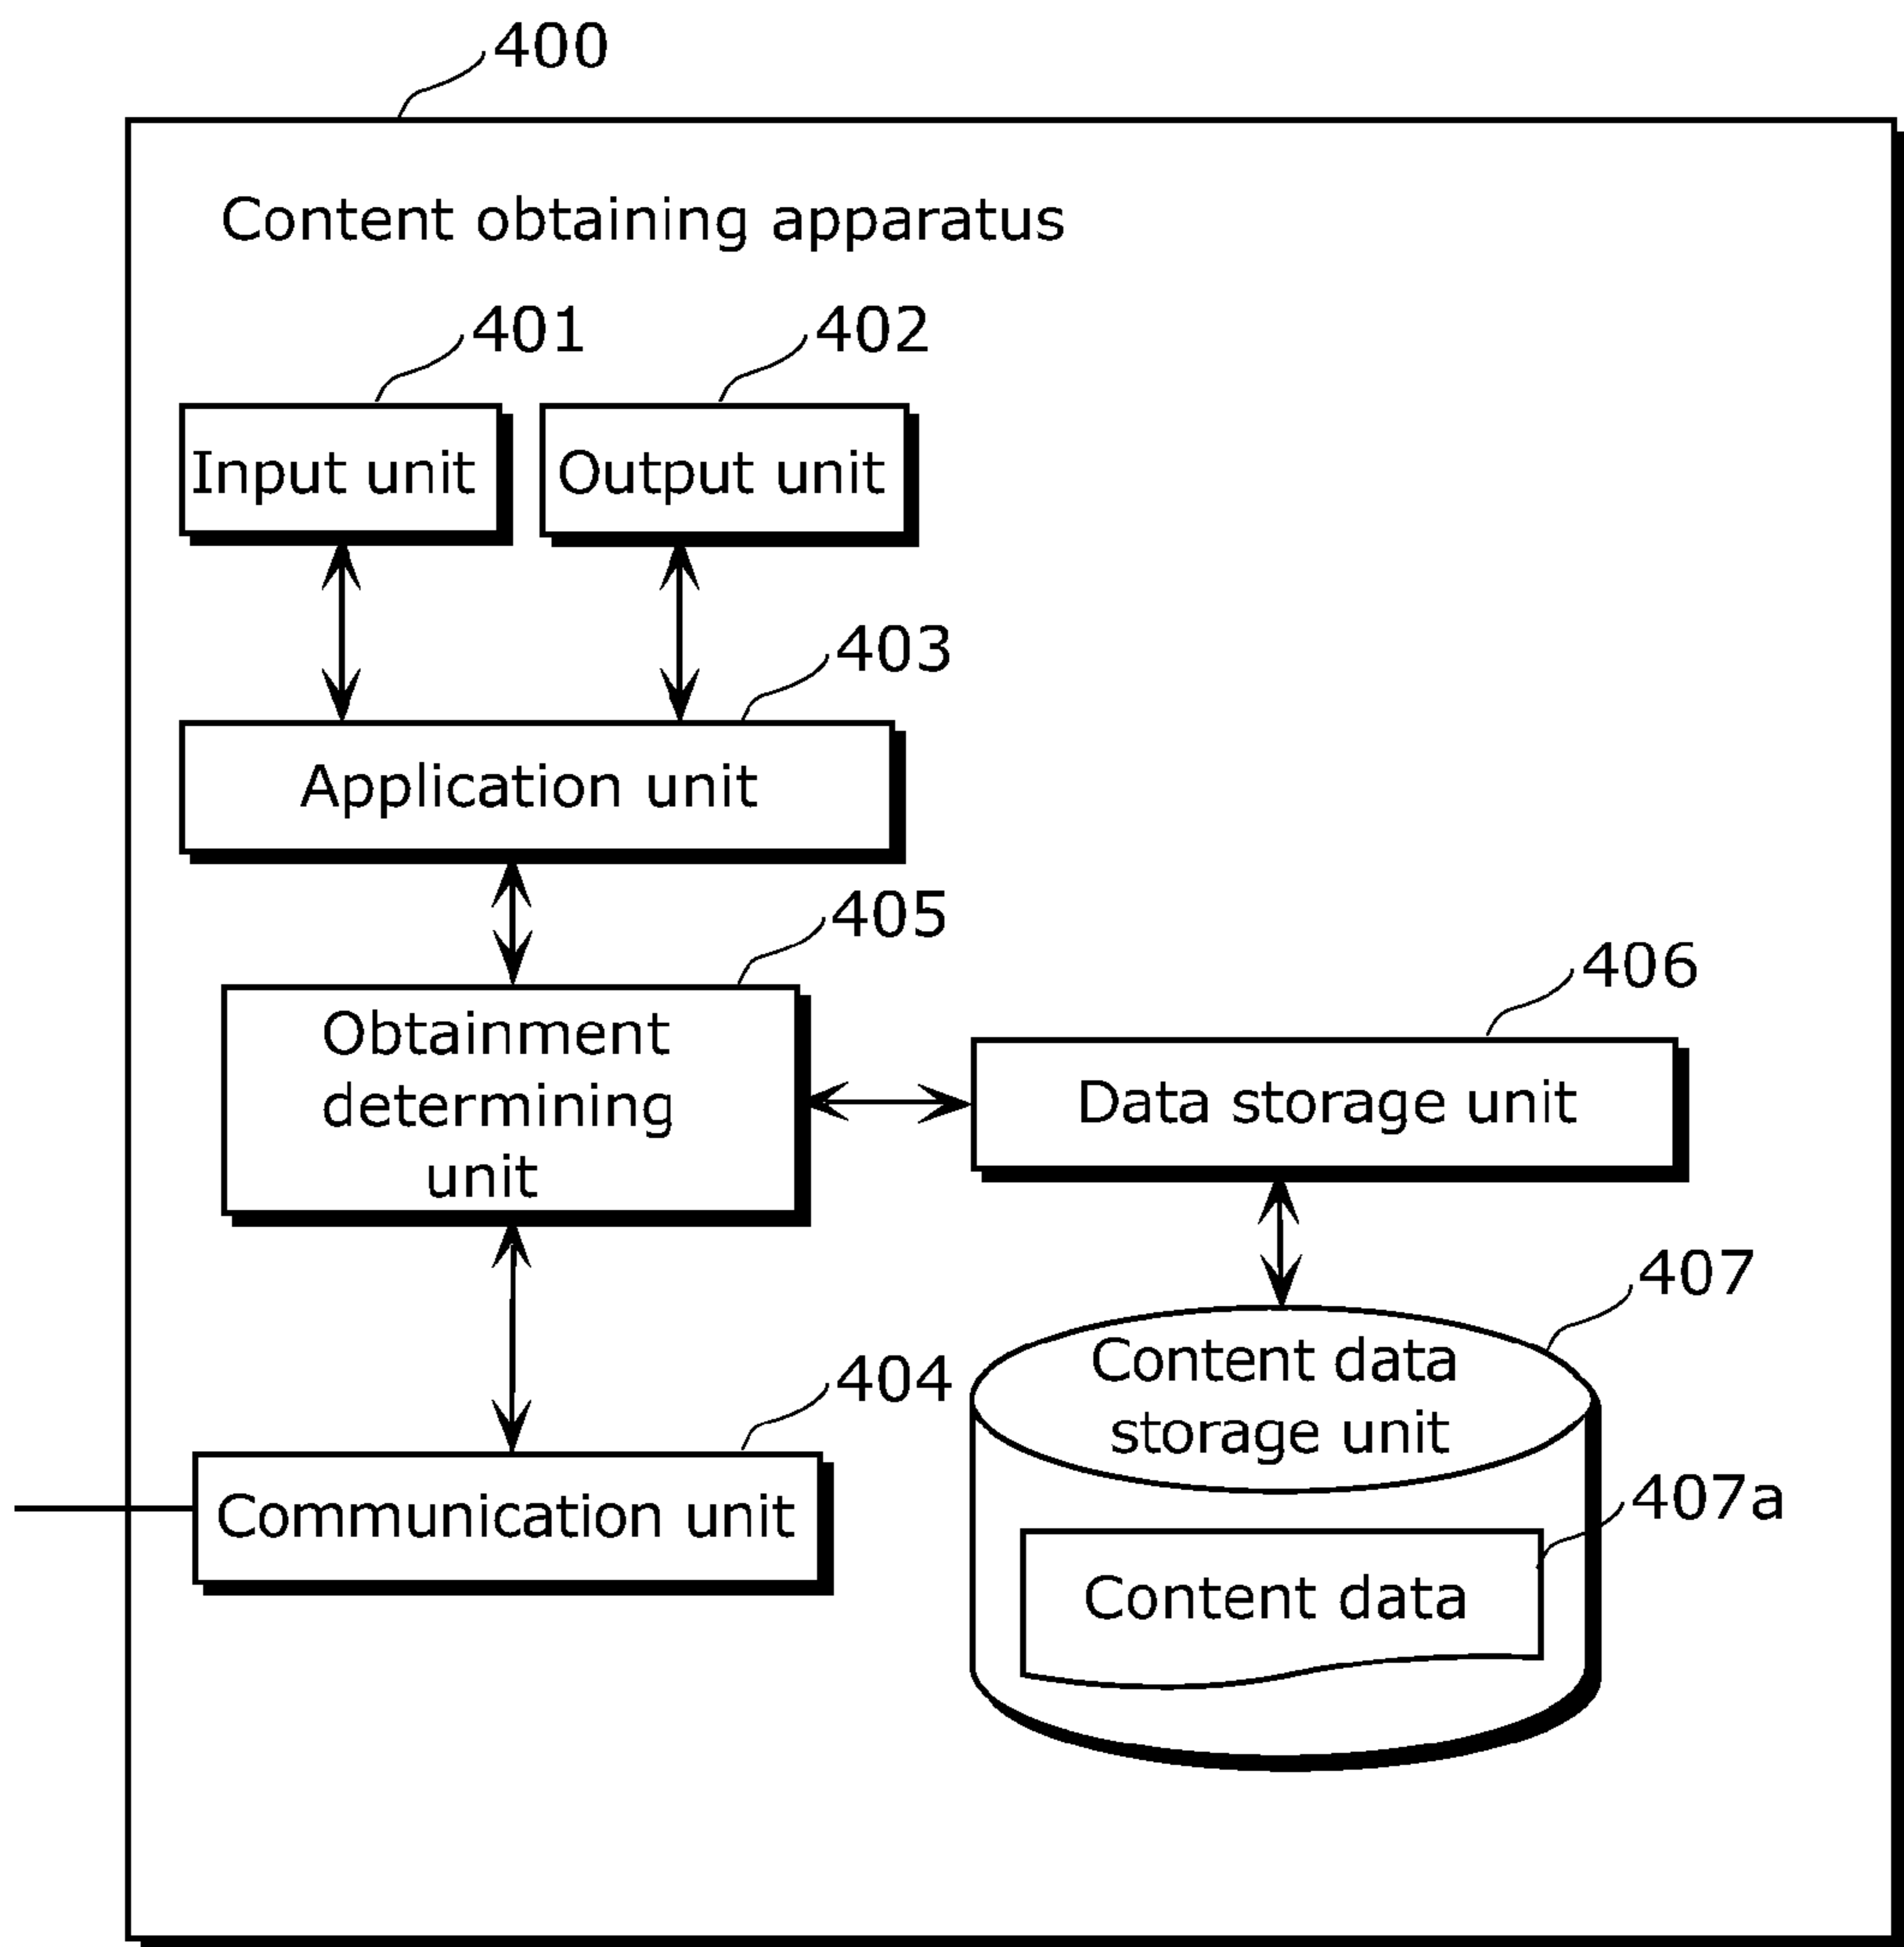 400
Content obtaining apparatus
401
402
Input unit
Output unit
403
Application unit
405
Obtainment
determining
unit
406
Data storage unit
407
Content data
storage unit
404
Communication unit
407a
Content data